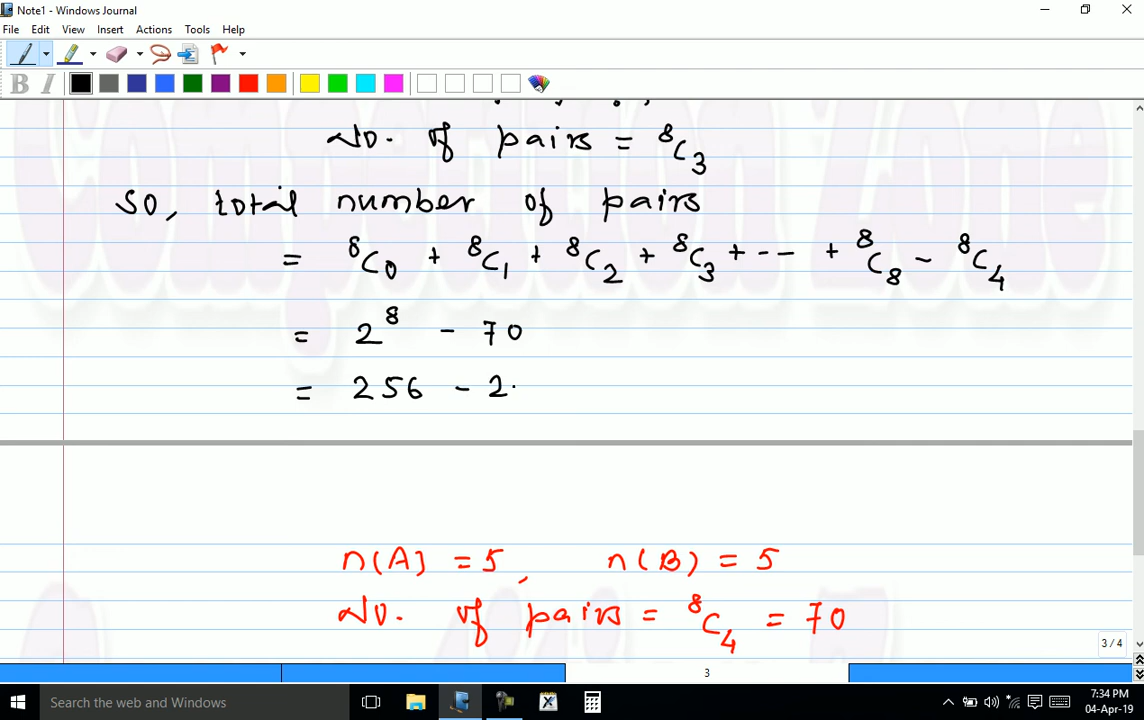 Note1 - Windows Journal
File Edit View Insert Actions Tools Help
B I
No. of pairs = ⁸C₃
SO, total number of pairs
= ⁸C₀ + ⁸C₁ + ⁸C₂ + ⁸C₃ + -- + ⁸C₈ - ⁸C₄
= 2⁸ - 70
= 256 - 2
n(A) = 5, n(B) = 5
No. of pairs = ⁸C₄ = 70
3 / 4
3
Search the web and Windows
7:34 PM
04-Apr-19